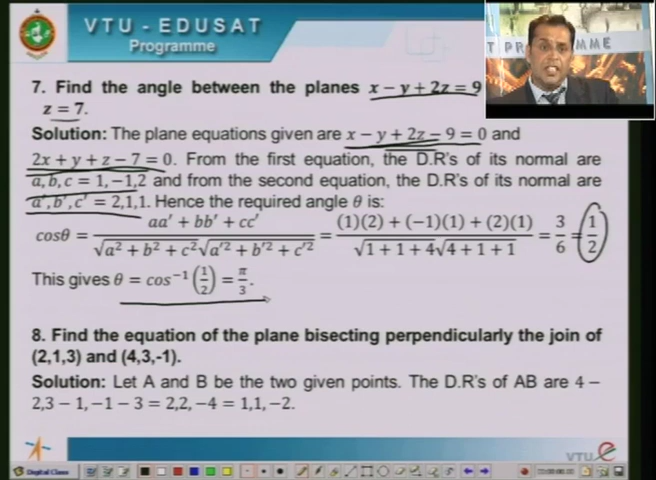 VTU - EDUSAT
Programme
T PR MME
7. Find the angle between the planes x − y + 2z = 9
z = 7.
Solution: The plane equations given are x − y + 2z − 9 = 0 and
2x + y + z − 7 = 0. From the first equation, the D.R's of its normal are
a, b, c = 1, −1,2 and from the second equation, the D.R's of its normal are
a′, b′, c′ = 2,1,1. Hence the required angle θ is:
cosθ = aa′ + bb′ + cc′ / √a² + b² + c²√a′² + b′² + c′² = (1)(2) + (−1)(1) + (2)(1) / √1 + 1 + 4√4 + 1 + 1 = 3/6 = 1/2
This gives θ = cos⁻¹(1/2) = π/3.
8. Find the equation of the plane bisecting perpendicularly the join of
(2,1,3) and (4,3,-1).
Solution: Let A and B be the two given points. The D.R's of AB are 4 −
2,3 − 1, −1 − 3 = 2,2, −4 = 1,1, −2.
VTU e
Digital Class